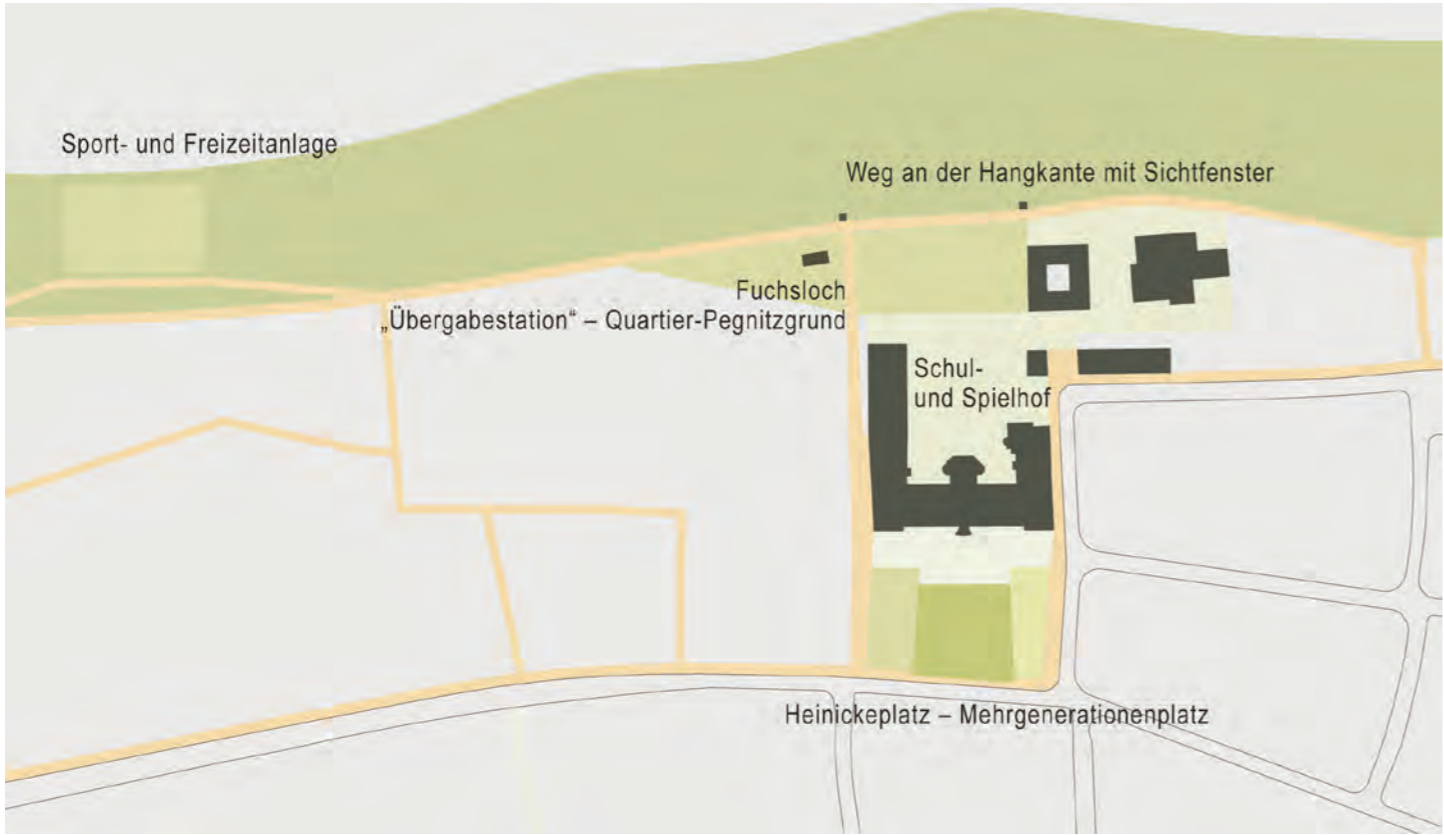 Sport- und Freizeitanlage
Weg an der Hangkante mit Sichtfenster
Fuchsloch
„Übergabestation“ – Quartier-Pegnitzgrund
Schul-
und Spielhof
Heinickeplatz – Mehrgenerationenplatz